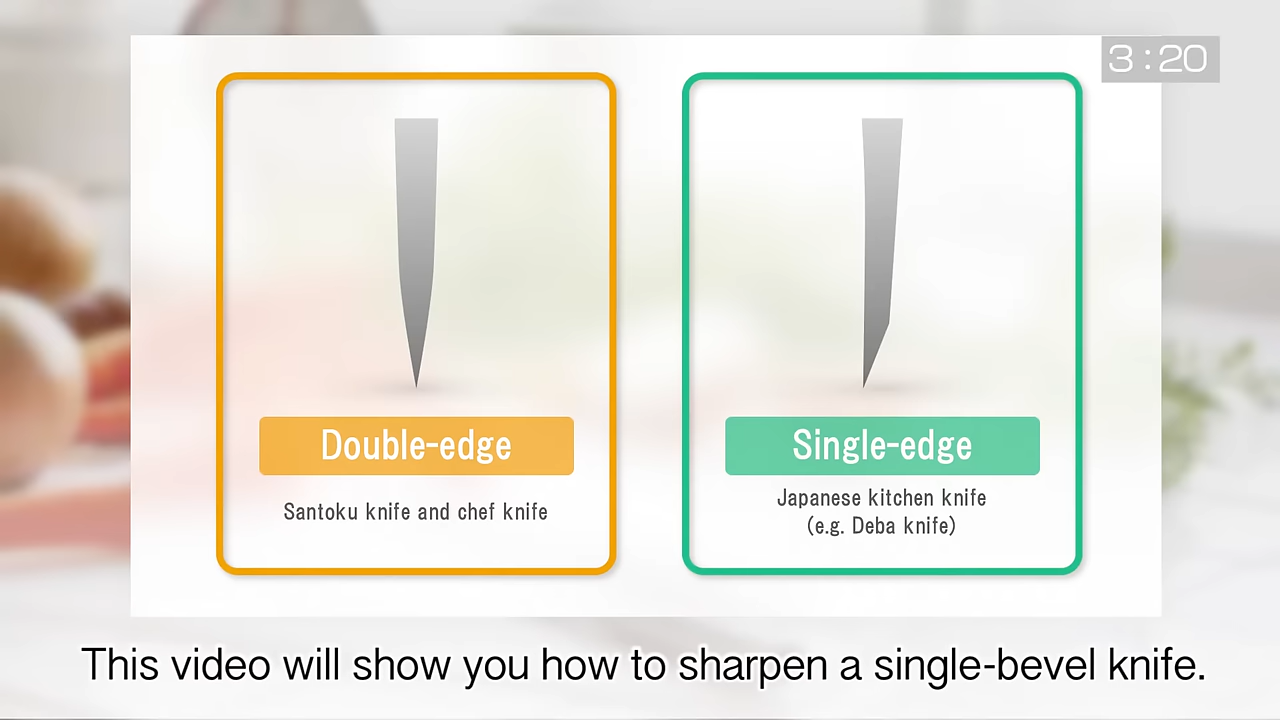 3:20
Double-edge
Single-edge
Santoku knife and chef knife
Japanese kitchen knife
(e.g. Deba knife)
This video will show you how to sharpen a single-bevel knife.